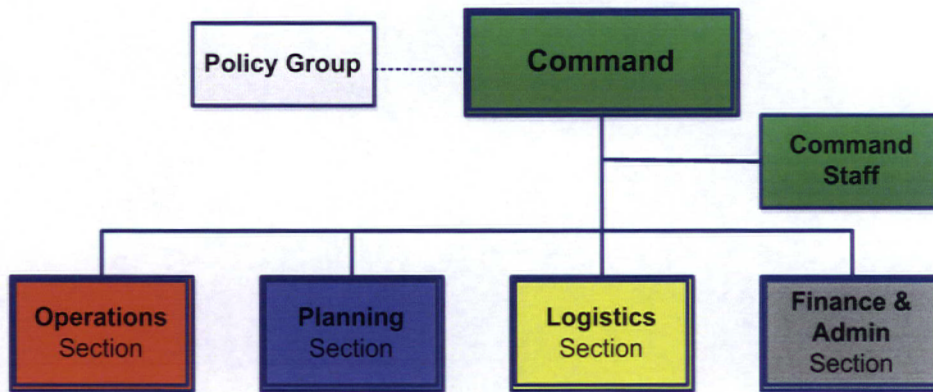 Policy Group
Command
Command
Staff
Operations
Section
Planning
Section
Logistics
Section
Finance &
Admin
Section